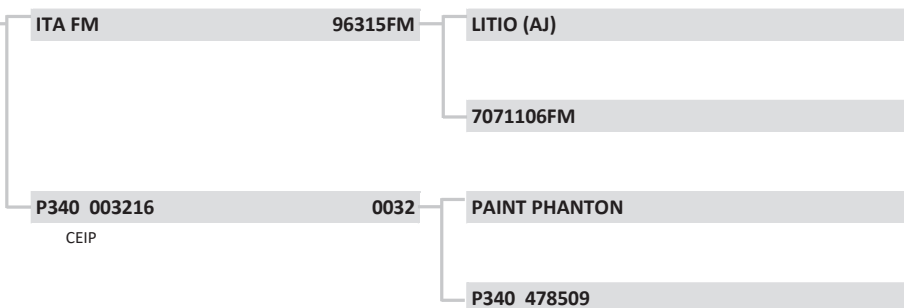 ITA FM 96315FM LITIO (AJ)
7071106FM
P340 003216 0032 PAINT PHANTON
CEIP
P340 478509